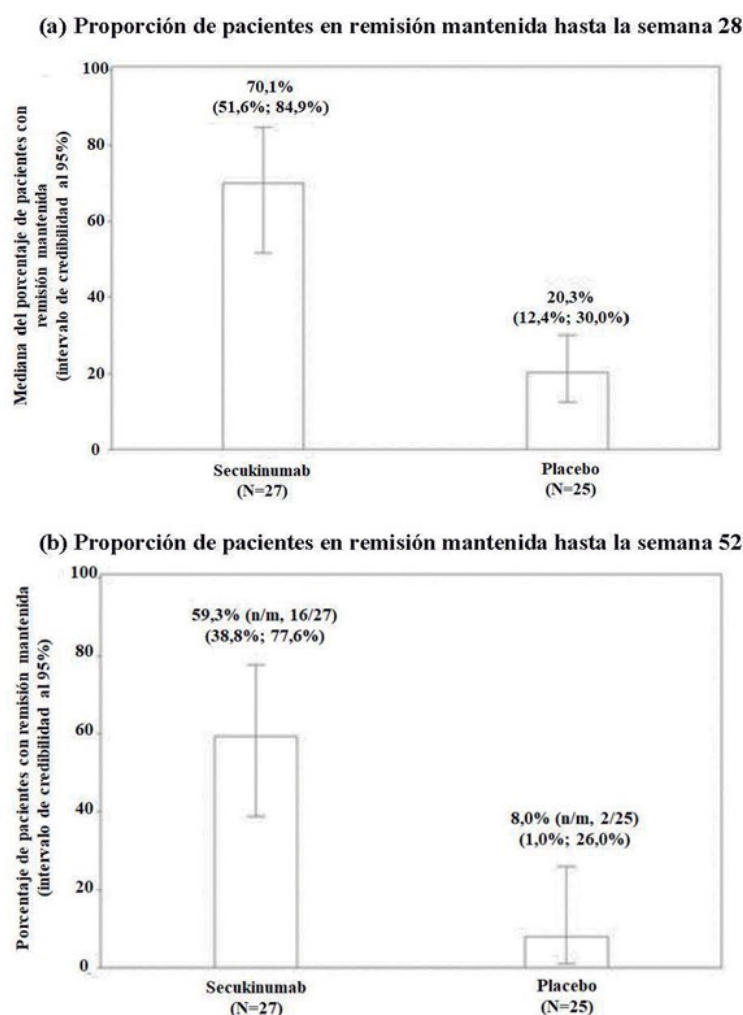 (a) Proporción de pacientes en remisión mantenida hasta la semana 28
Mediana del porcentaje de pacientes con
remisión mantenida
(intervalo de credibilidad al 95%)
100
80
60
40
20
0
70,1%
(51,6%; 84,9%)
20,3%
(12,4%; 30,0%)
Secukinumab
(N=27)
Placebo
(N=25)
(b) Proporción de pacientes en remisión mantenida hasta la semana 52
Porcentaje de pacientes con remisión mantenida
(intervalo de credibilidad al 95%)
100
80
60
40
20
0
59,3% (n/m, 16/27)
(38,8%; 77,6%)
8,0% (n/m, 2/25)
(1,0%; 26,0%)
Secukinumab
(N=27)
Placebo
(N=25)